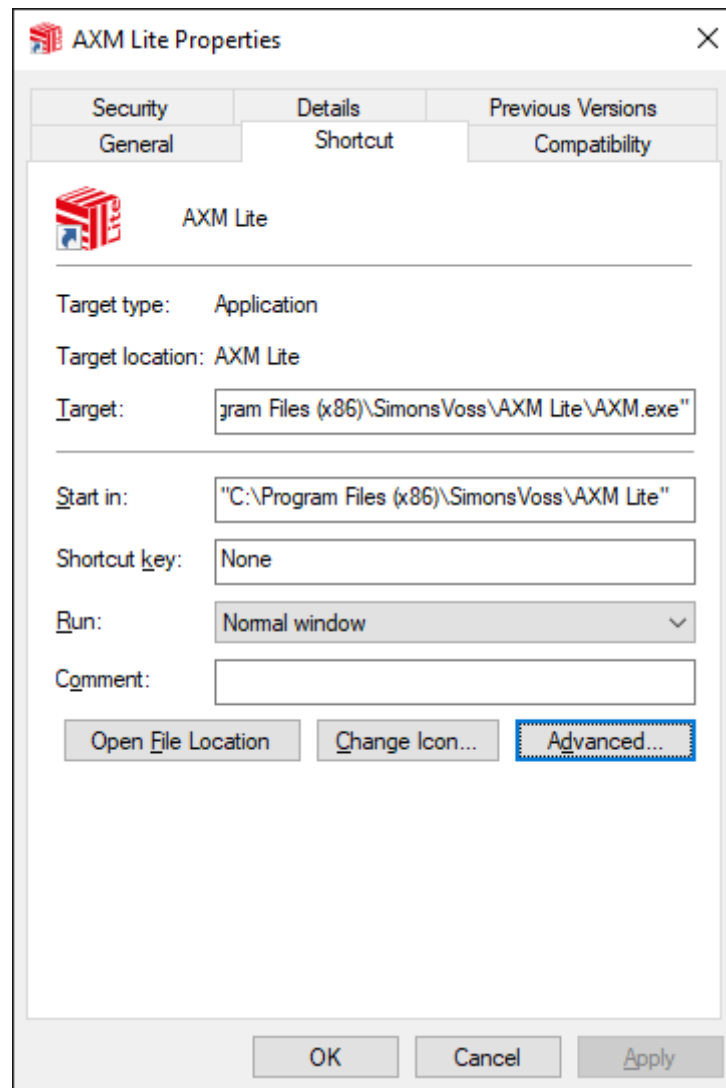 AXM Lite Properties
Security Details Previous Versions
General Shortcut Compatibility
Lite AXM Lite
Target type: Application
Target location: AXM Lite
Target: gram Files (x86)\SimonsVoss\AXM Lite\AXM.exe"
Start in: "C:\Program Files (x86)\SimonsVoss\AXM Lite"
Shortcut key: None
Run: Normal window
Comment:
Open File Location Change Icon... Advanced...
OK Cancel Apply